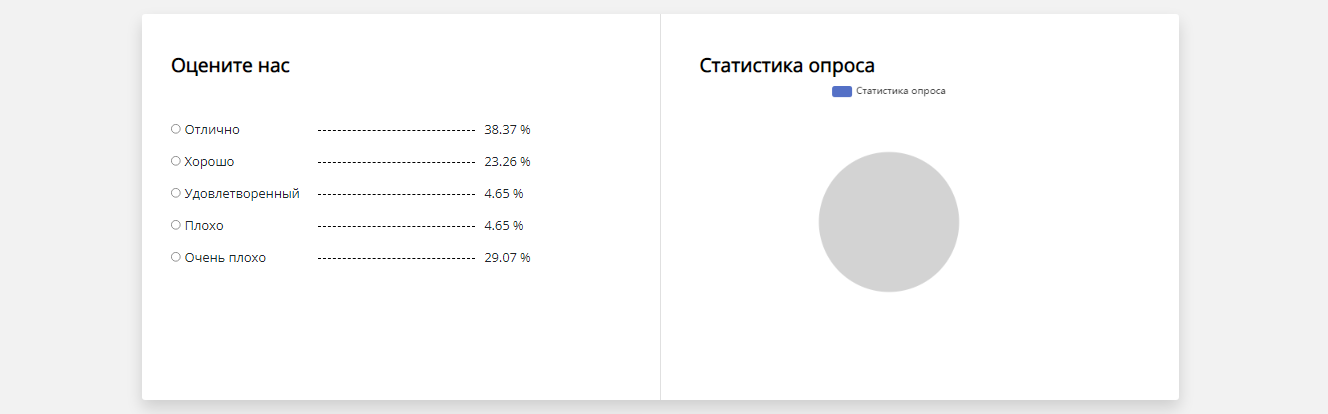 Оцените нас
Отлично 38.37 %
Хорошо 23.26 %
Удовлетворенный 4.65 %
Плохо 4.65 %
Очень плохо 29.07 %
Статистика опроса
Статистика опроса